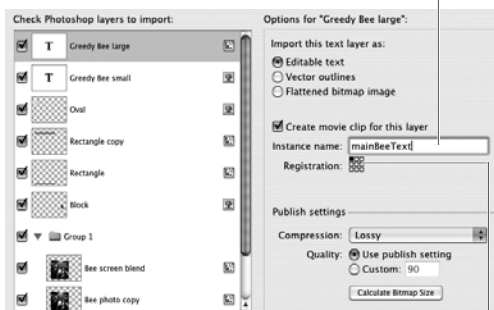 Check Photoshop layers to import:
T Greedy Bee large
T Greedy Bee small
Oval
Rectangle copy
Rectangle
Block
Group 1
Bee screen blend
Bee photo copy
Options for "Greedy Bee large":
Import this text layer as:
Editable text
Vector outlines
Flattened bitmap image
Create movie clip for this layer
Instance name: mainBeeText
Registration:
Publish settings
Compression: Lossy
Quality: Use publish setting
Custom: 90
Calculate Bitmap Size